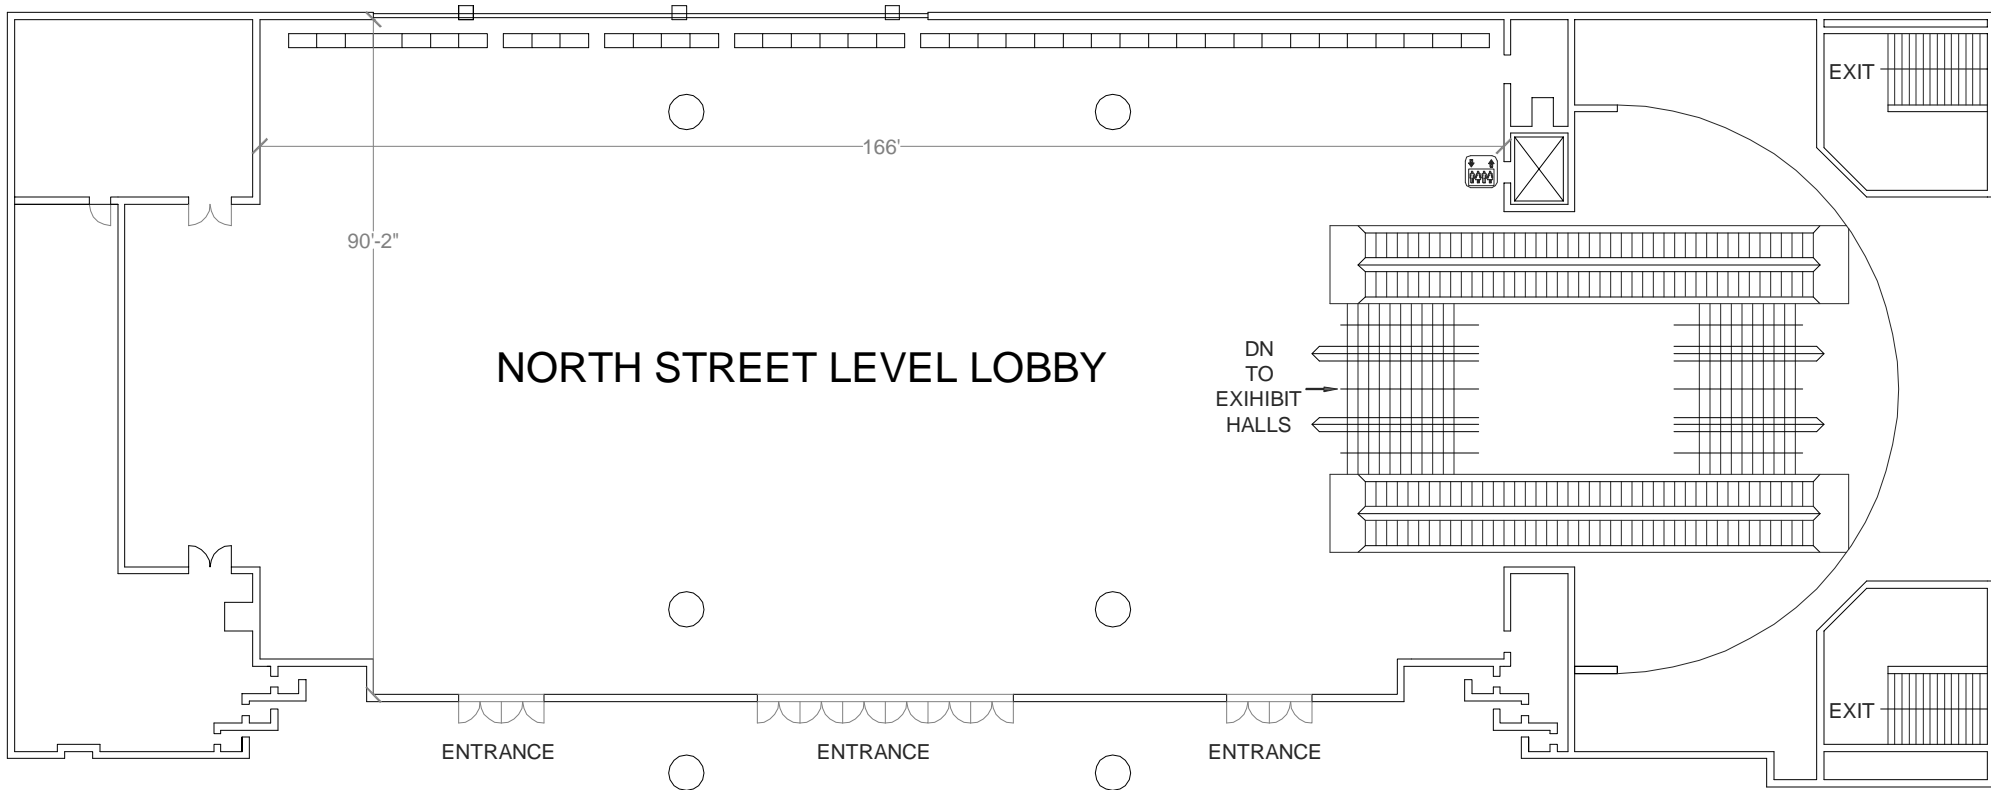 EXIT
166'
90'-2"
NORTH STREET LEVEL LOBBY
DN
TO
EXIHIBIT
HALLS
EXIT
ENTRANCE
ENTRANCE
ENTRANCE